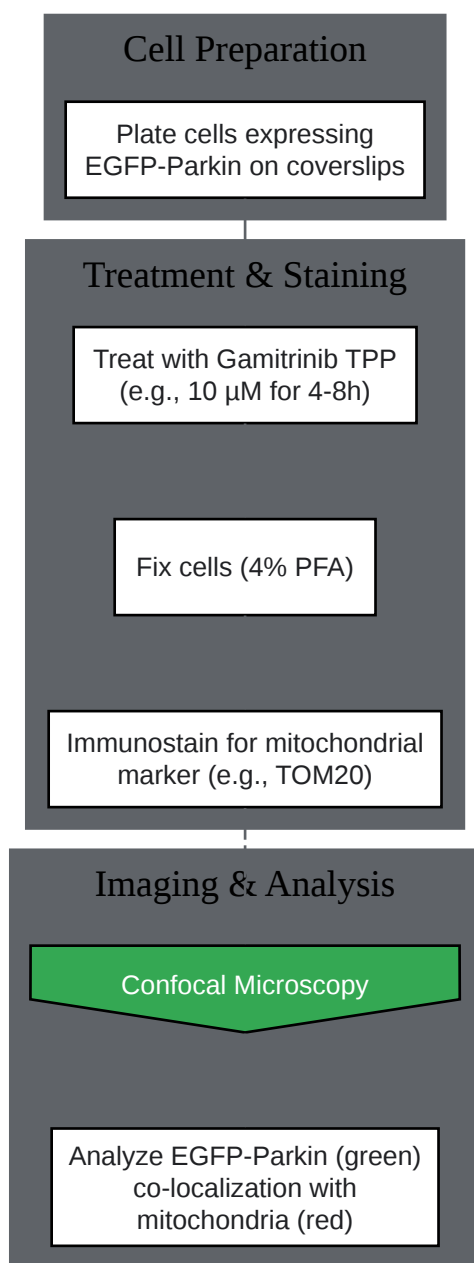 Cell Preparation
Plate cells expressing
EGFP-Parkin on coverslips
Treatment & Staining
Treat with Gamitrinib TPP
(e.g., 10 µM for 4-8h)
Fix cells (4% PFA)
Immunostain for mitochondrial
marker (e.g., TOM20)
Imaging & Analysis
Confocal Microscopy
Analyze EGFP-Parkin (green)
co-localization with
mitochondria (red)